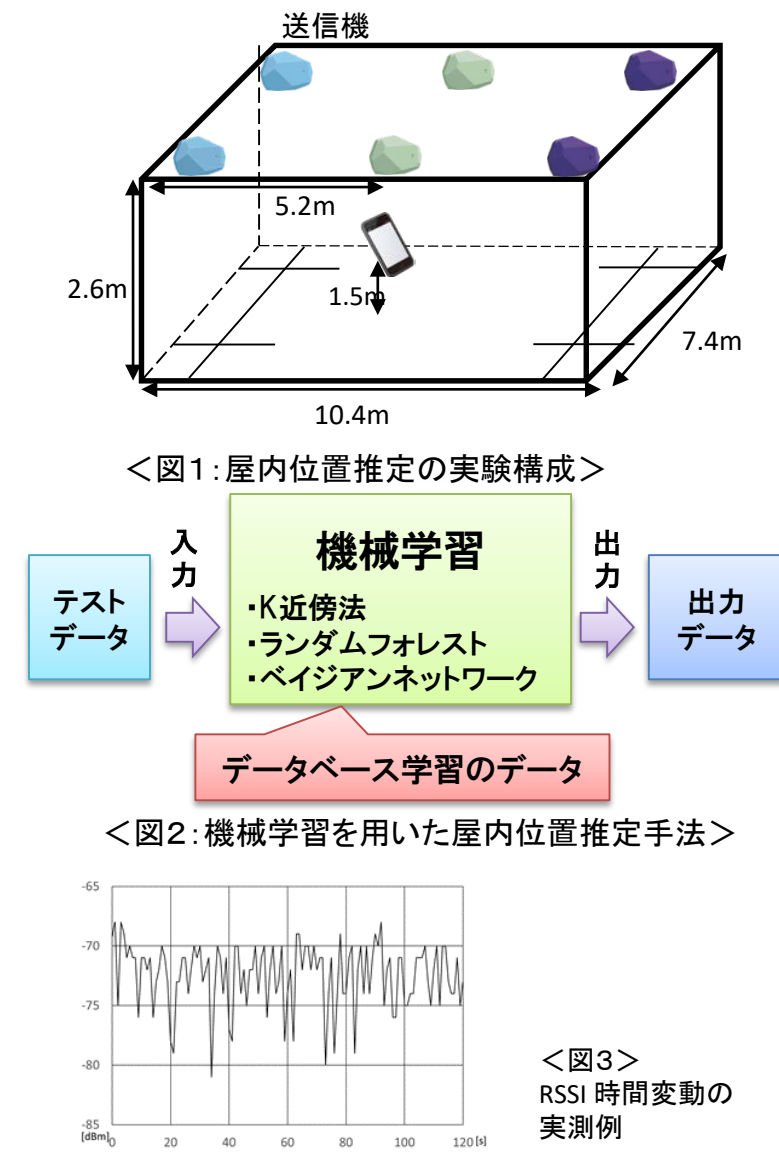 送信機
5.2m
2.6m
1.5m
7.4m
10.4m
＜図１：屋内位置推定の実験構成＞
テスト
データ
入
力
機械学習
・K近傍法
・ランダムフォレスト
・ベイジアンネットワーク
出
力
出力
データ
データベース学習のデータ
＜図２：機械学習を用いた屋内位置推定手法＞
-65
-70
-75
-80
-85
[dBm]
0 20 40 60 80 100 120 [s]
＜図３＞
RSSI 時間変動の
実測例